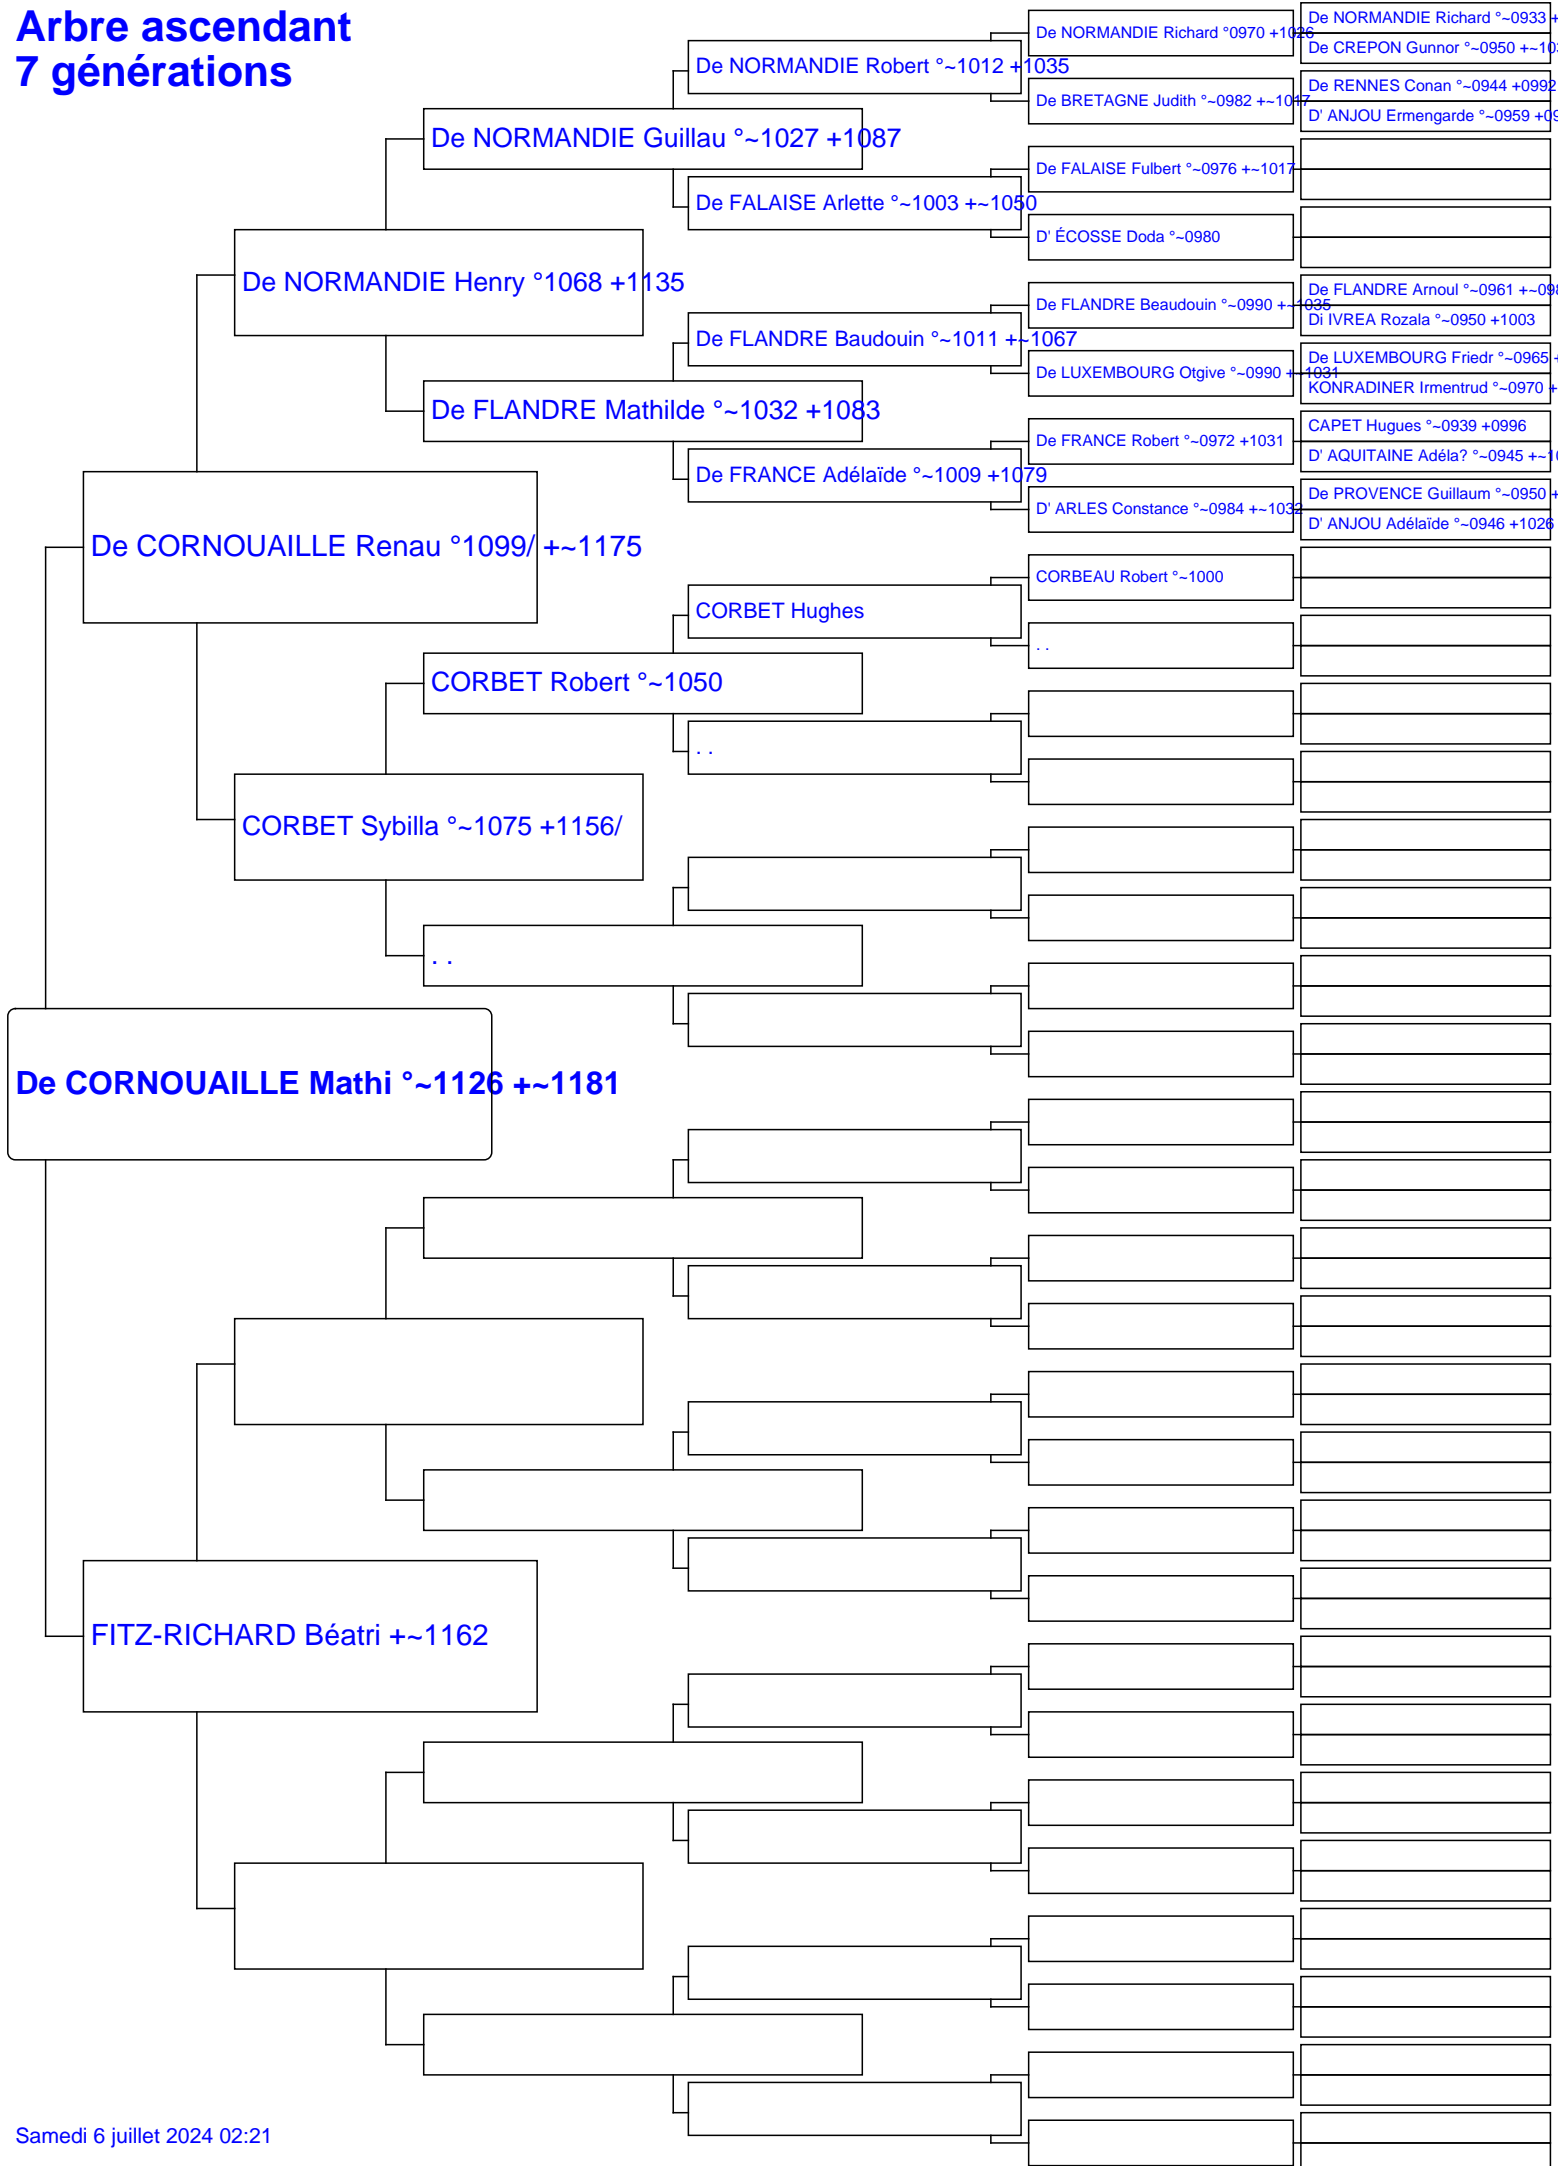 Arbre ascendant
7 générations
De CORNOUAILLE Mathi °~1126 +~1181
De CORNOUAILLE Renau °1099/ +~1175
FITZ-RICHARD Béatri +~1162
De NORMANDIE Henry °1068 +1135
CORBET Sybilla °~1075 +1156/
De NORMANDIE Guillau °~1027 +1087
De FLANDRE Mathilde °~1032 +1083
CORBET Robert °~1050
. .
De NORMANDIE Robert °~1012 +1035
De FALAISE Arlette °~1003 +~1050
De FLANDRE Baudouin °~1011 +~1067
De FRANCE Adélaïde °~1009 +1079
CORBET Hughes
. .
De NORMANDIE Richard °0970 +1026
De BRETAGNE Judith °~0982 +~1017
De FALAISE Fulbert °~0976 +~1017
D' ÉCOSSE Doda °~0980
De FLANDRE Beaudouin °~0990 +~1035
De LUXEMBOURG Otgive °~0990 +~1031
De FRANCE Robert °~0972 +1031
D' ARLES Constance °~0984 +~1032
CORBEAU Robert °~1000
. .
De NORMANDIE Richard °~0933 +
De CREPON Gunnor °~0950 +~10
De RENNES Conan °~0944 +0992
D' ANJOU Ermengarde °~0959 +09
De FLANDRE Arnoul °~0961 +~098
Di IVREA Rozala °~0950 +1003
De LUXEMBOURG Friedr °~0965 +
KONRADINER Irmentrud °~0970 +
CAPET Hugues °~0939 +0996
D' AQUITAINE Adéla? °~0945 +~10
De PROVENCE Guillaum °~0950 +
D' ANJOU Adélaïde °~0946 +1026
Samedi 6 juillet 2024 02:21